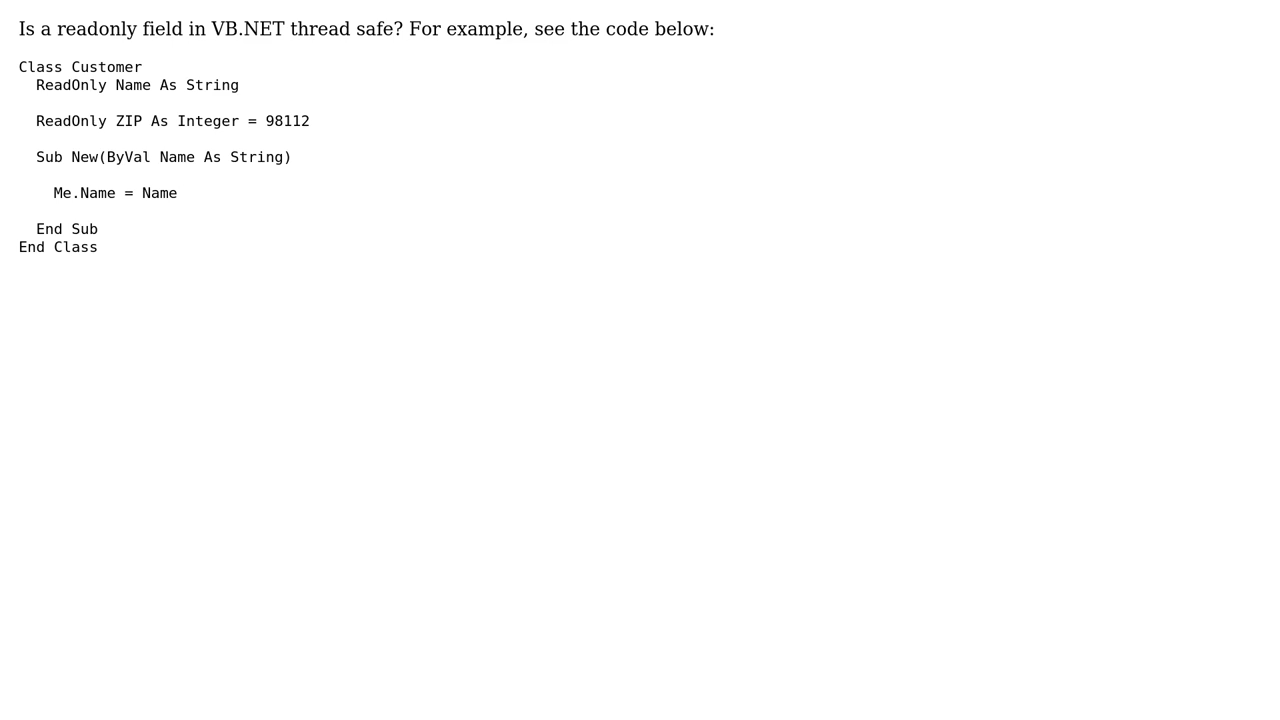 Is a readonly field in VB.NET thread safe? For example, see the code below:
Class Customer
  ReadOnly Name As String
  ReadOnly ZIP As Integer = 98112
  Sub New(ByVal Name As String)
    Me.Name = Name
  End Sub
End Class